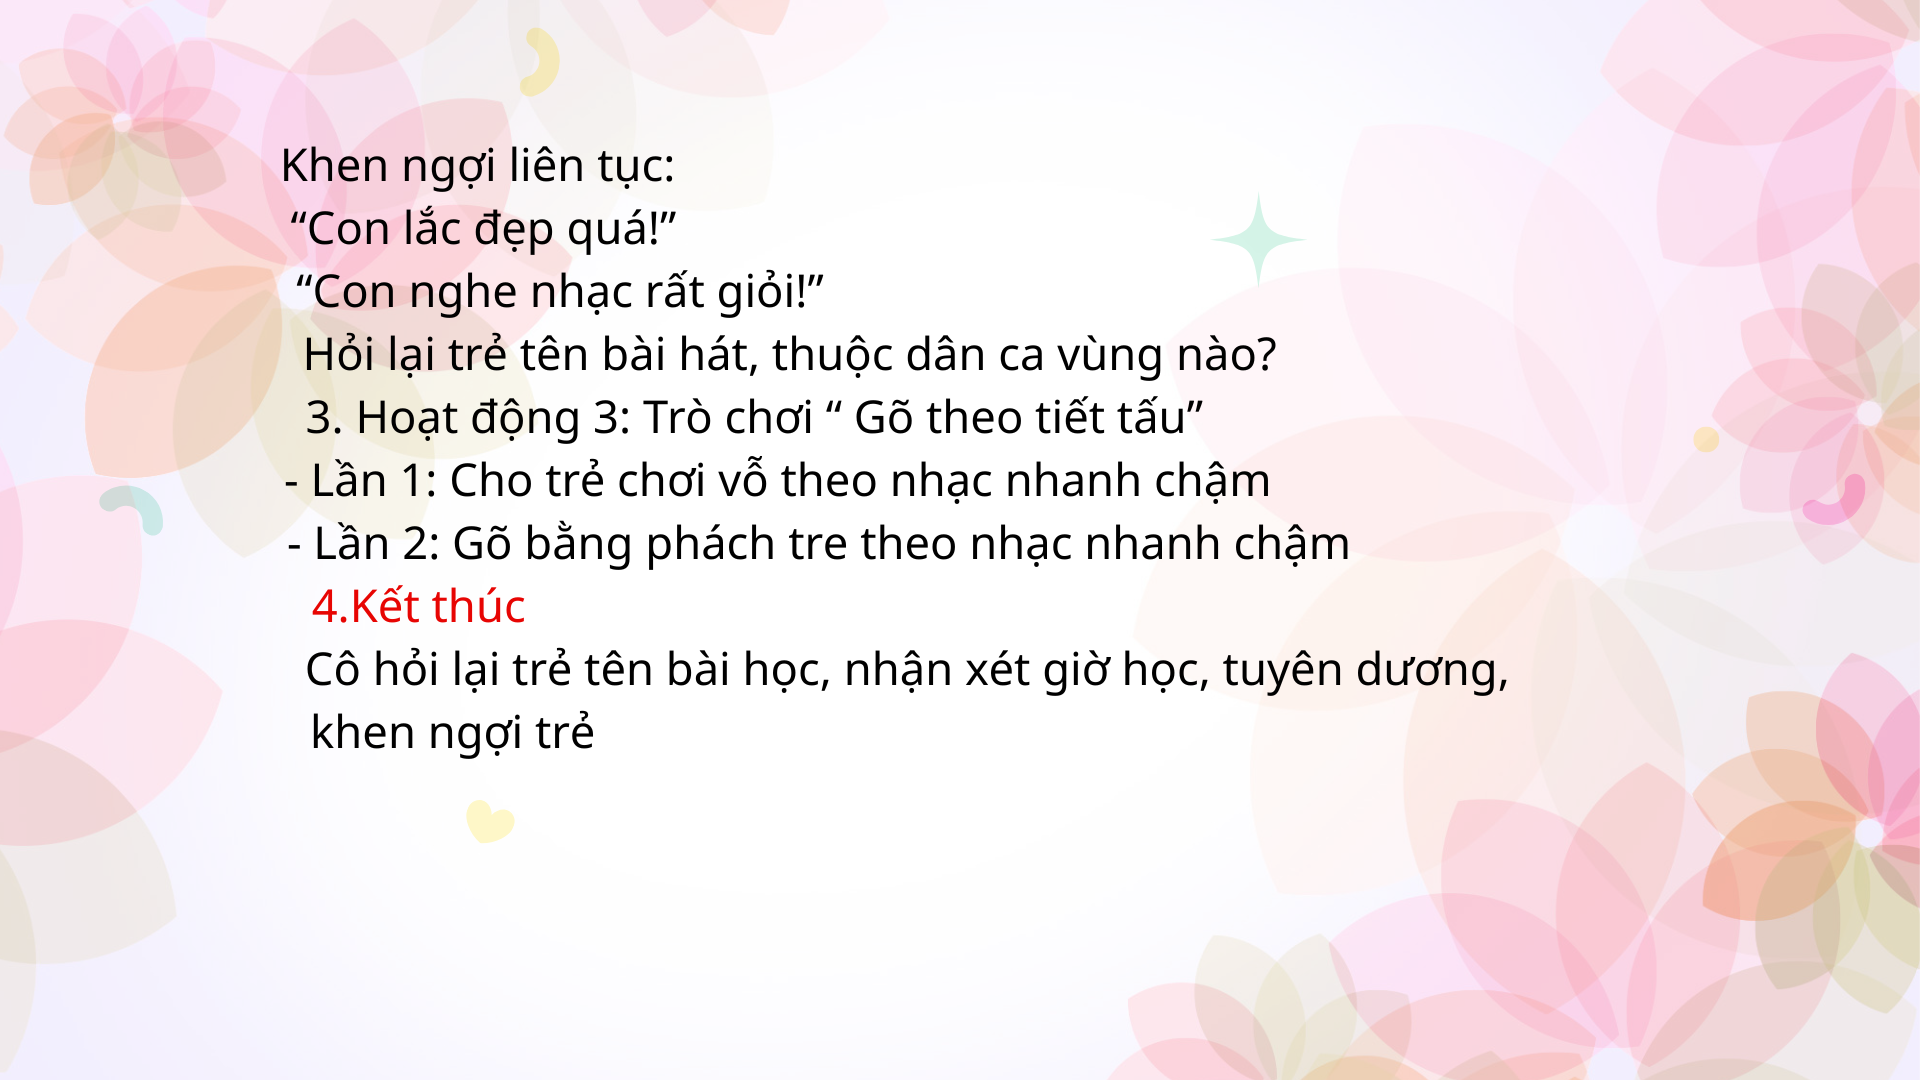 Khen ngợi liên tục:
“Con lắc đẹp quá!”
“Con nghe nhạc rất giỏi!”
Hỏi lại trẻ tên bài hát, thuộc dân ca vùng nào?
3. Hoạt động 3: Trò chơi “ Gõ theo tiết tấu”
- Lần 1: Cho trẻ chơi vỗ theo nhạc nhanh chậm
- Lần 2: Gõ bằng phách tre theo nhạc nhanh chậm
4.Kết thúc
Cô hỏi lại trẻ tên bài học, nhận xét giờ học, tuyên dương,
khen ngợi trẻ